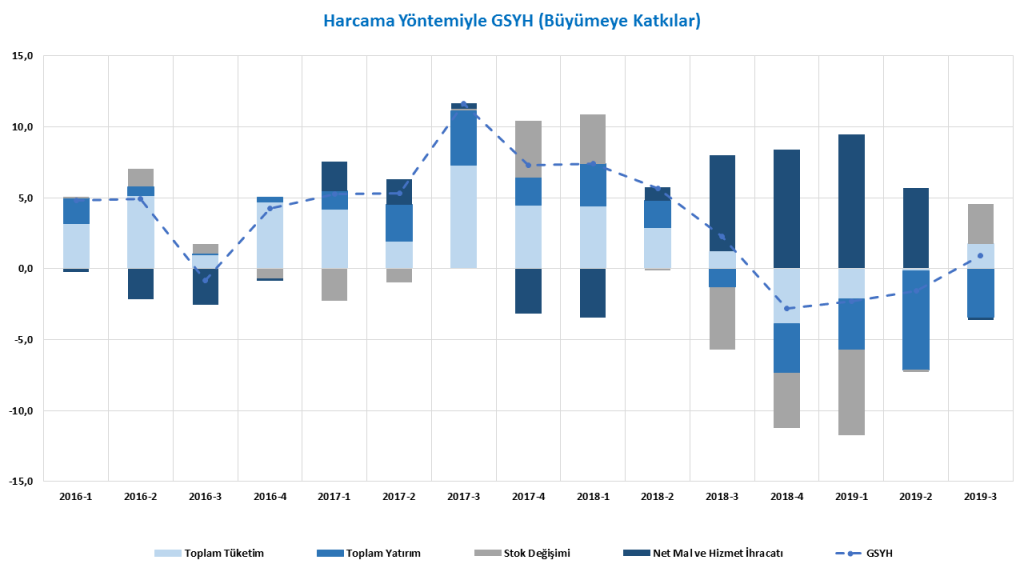 Harcama Yöntemiyle GSYH (Büyümeye Katkılar)
15,0
10,0
5,0
0,0
-5,0
-10,0
-15,0
2016-1 2016-2 2016-3 2016-4 2017-1 2017-2 2017-3 2017-4 2018-1 2018-2 2018-3 2018-4 2019-1 2019-2 2019-3
Toplam Tüketim Toplam Yatırım Stok Değişimi Net Mal ve Hizmet İhracatı GSYH